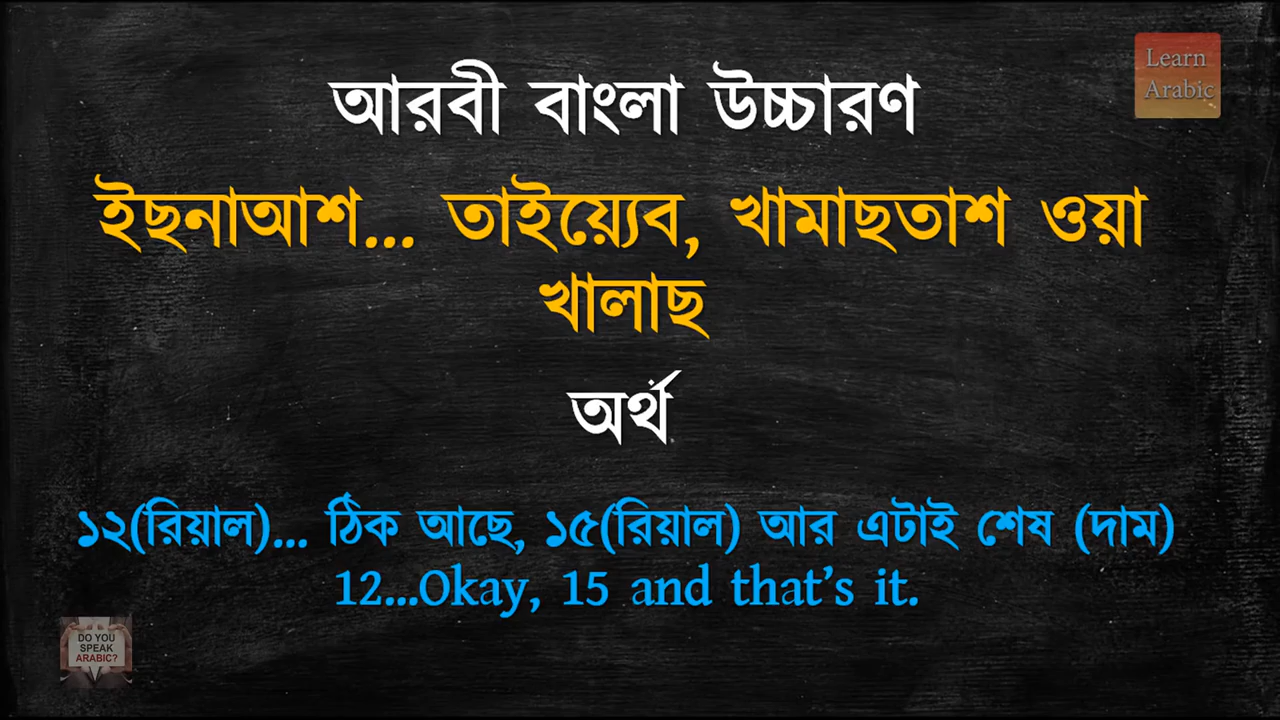 Learn
Arabic
আরবী বাংলা উচ্চারণ
ইছনাআশ... তাইয়্যেব, খামাছতাশ ওয়া
খালাছ
অর্থ
১২(রিয়াল)... ঠিক আছে, ১৫(রিয়াল) আর এটাই শেষ (দাম)
12...Okay, 15 and that’s it.
DO YOU
SPEAK
ARABIC?